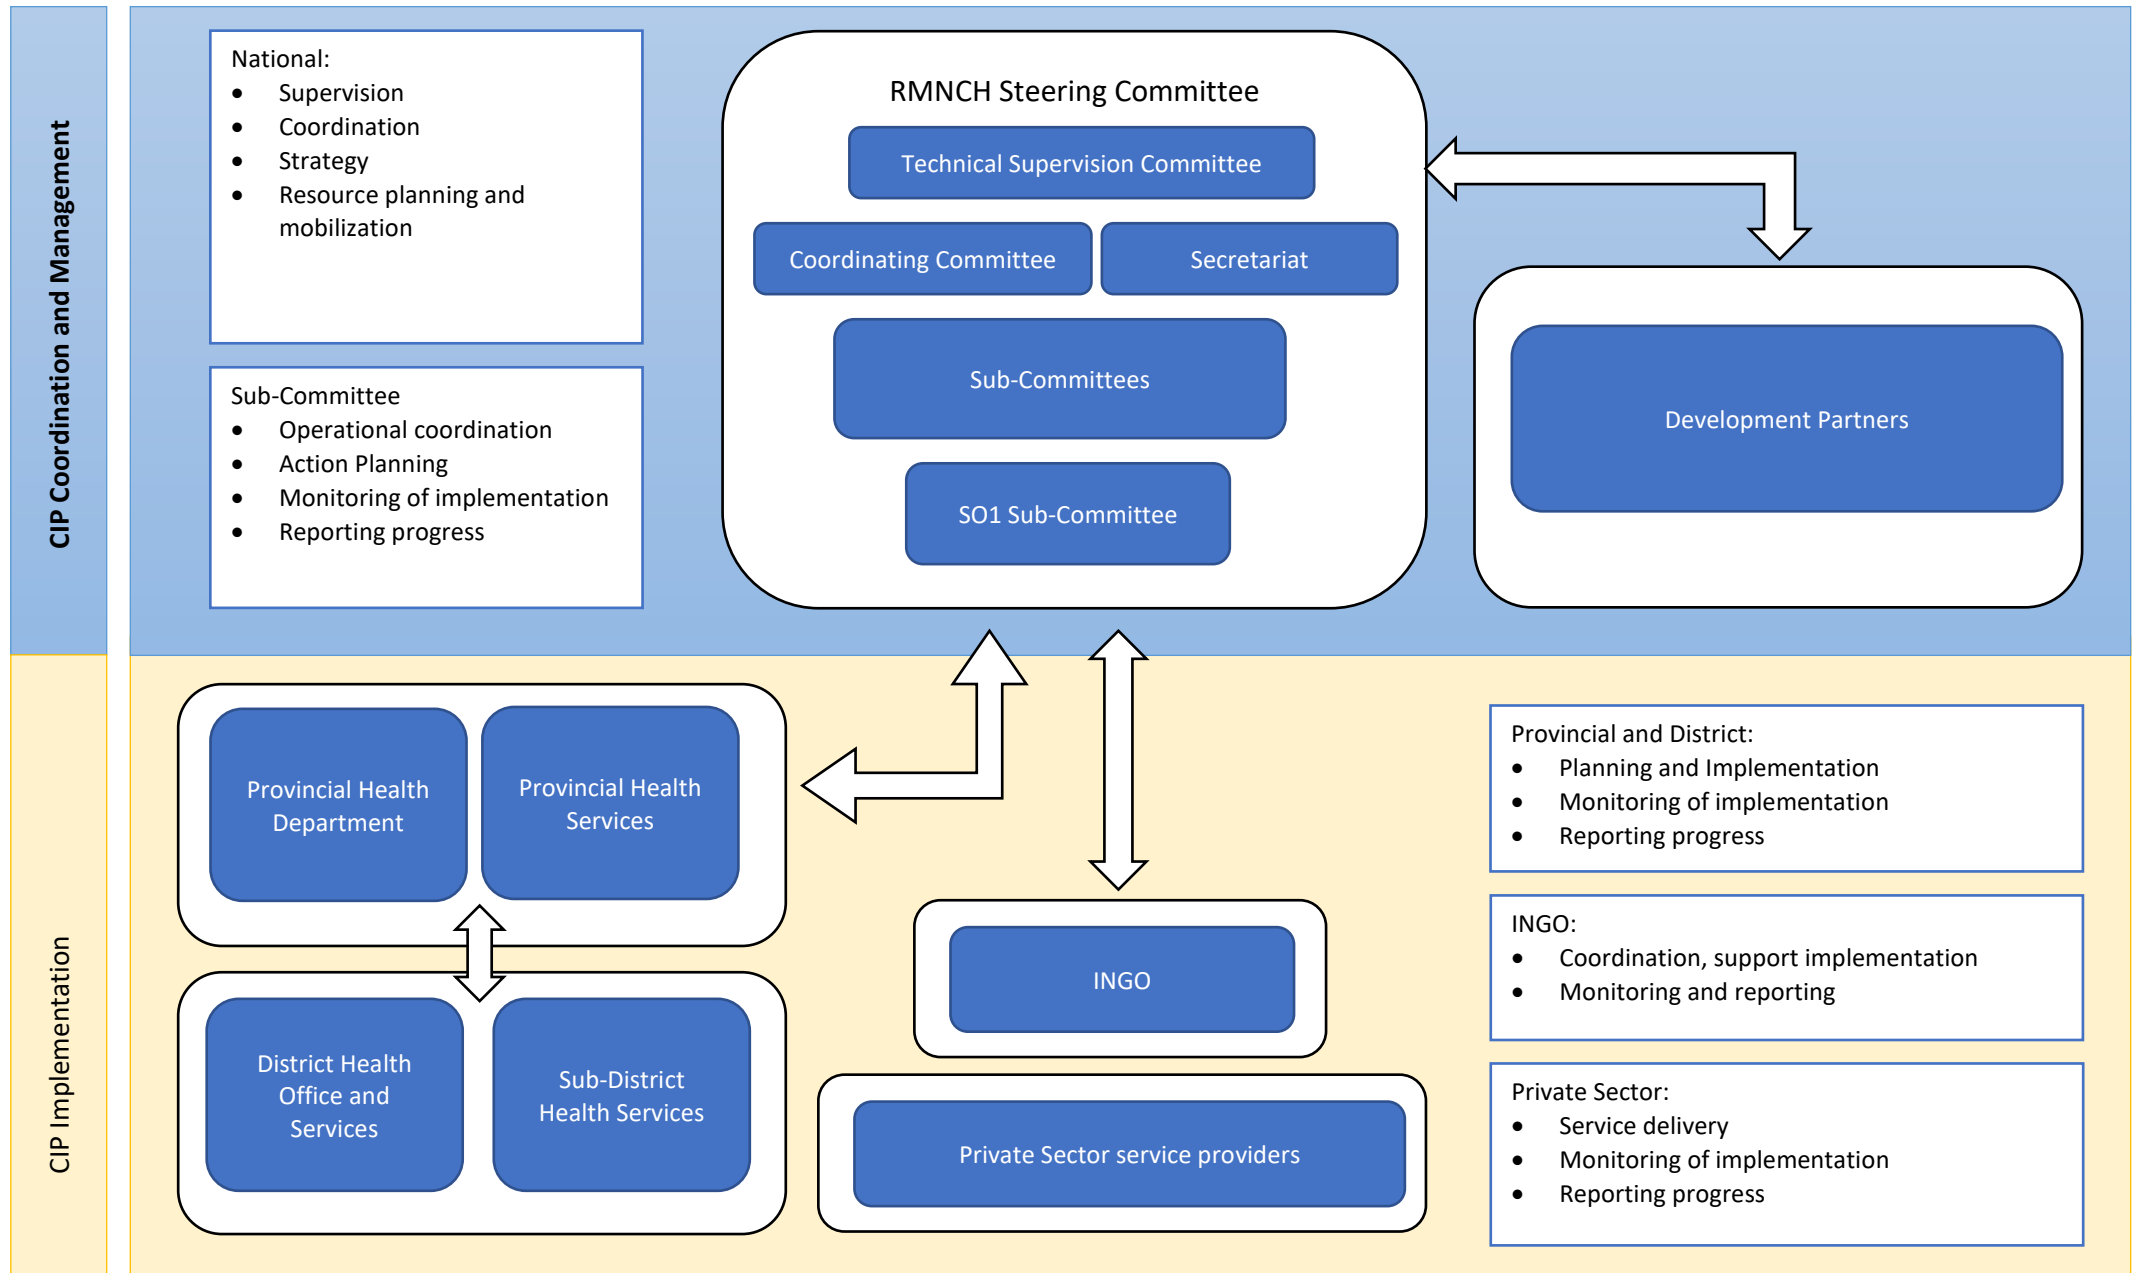 CIP Coordination and Management
National:
• Supervision
• Coordination
• Strategy
• Resource planning and
mobilization
Sub-Committee
• Operational coordination
• Action Planning
• Monitoring of implementation
• Reporting progress
RMNCH Steering Committee
Technical Supervision Committee
Coordinating Committee
Secretariat
Sub-Committees
SO1 Sub-Committee
Development Partners
CIP Implementation
Provincial Health
Department
Provincial Health
Services
District Health
Office and
Services
Sub-District
Health Services
INGO
Private Sector service providers
Provincial and District:
• Planning and Implementation
• Monitoring of implementation
• Reporting progress
INGO:
• Coordination, support implementation
• Monitoring and reporting
Private Sector:
• Service delivery
• Monitoring of implementation
• Reporting progress